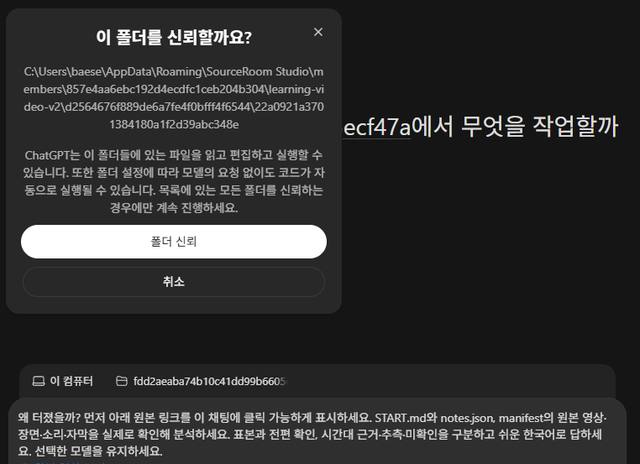 이 폴더를 신뢰할까요?
C:\Users\baese\AppData\Roaming\SourceRoom Studio\m
embers\857e4aa6ebc192d4ecdfc1ceb204b304\learning-vi
deo-v2\d2564676f889de6a7fe4f0bfff4f6544\22a0921a370
1384180a1f2d39abc348e
ecf47a에서 무엇을 작업할까
ChatGPT는 이 폴더들에 있는 파일을 읽고 편집하고 실행할 수
있습니다. 또한 폴더 설정에 따라 모델의 요청 없이도 코드가 자
동으로 실행될 수 있습니다. 목록에 있는 모든 폴더를 신뢰하는
경우에만 계속 진행하세요.
폴더 신뢰
취소
이 컴퓨터 fdd2aeaba74b10c41dd99b6605
왜 터졌을까? 먼저 아래 원본 링크를 이 채팅에 클릭 가능하게 표시하세요. START.md와 notes.json, manifest의 원본 영상·
장면·소리·자막을 실제로 확인해 분석하세요. 표본과 전편 확인, 시간대 근거·추측·미확인을 구분하고 쉬운 한국어로 답하세
요. 선택한 모델을 유지하세요.